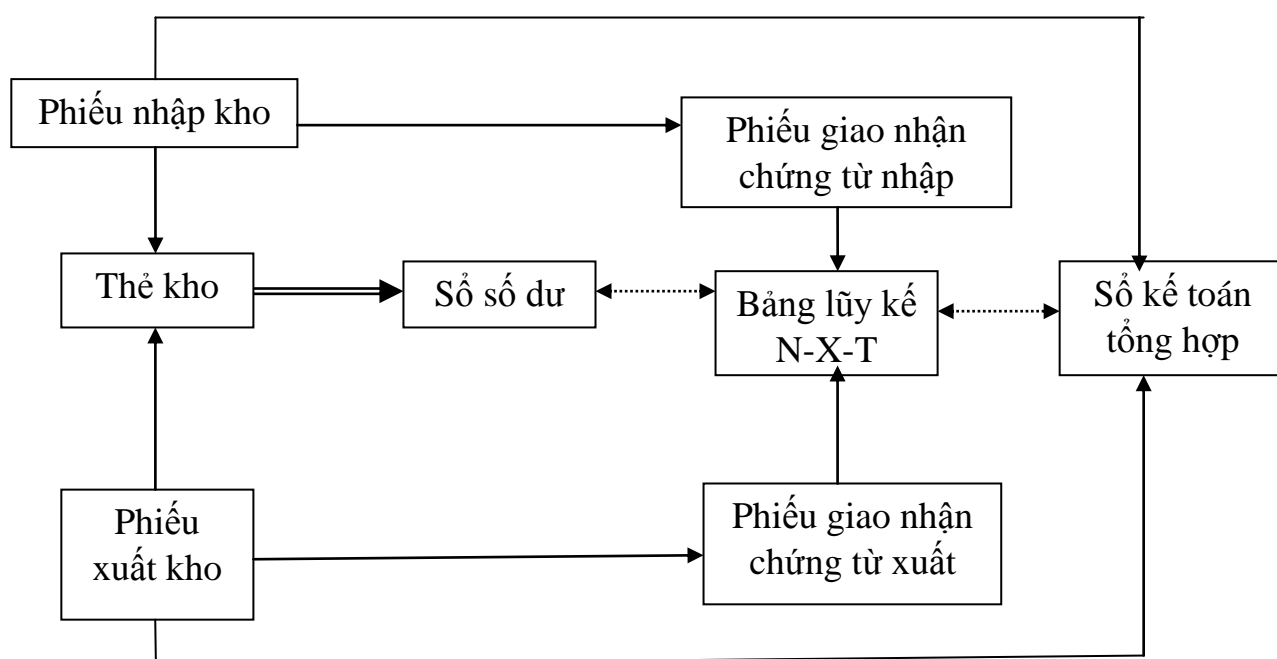 Phiếu nhập kho
Phiếu giao nhận
chứng từ nhập
Thẻ kho
Sổ số dư
Bảng lũy kế
N-X-T
Sổ kế toán
tổng hợp
Phiếu
xuất kho
Phiếu giao nhận
chứng từ xuất